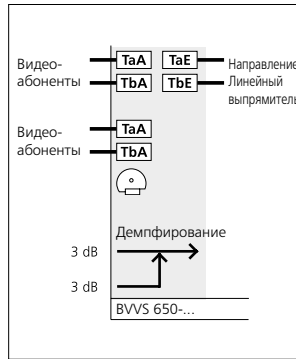 Видео-
абоненты
TaA
TbA
TaE
TbE
Направление
Линейный
выпрямитель
Видео-
абоненты
TaA
TbA
Демпфирование
3 dB
3 dB
BVVS 650-...